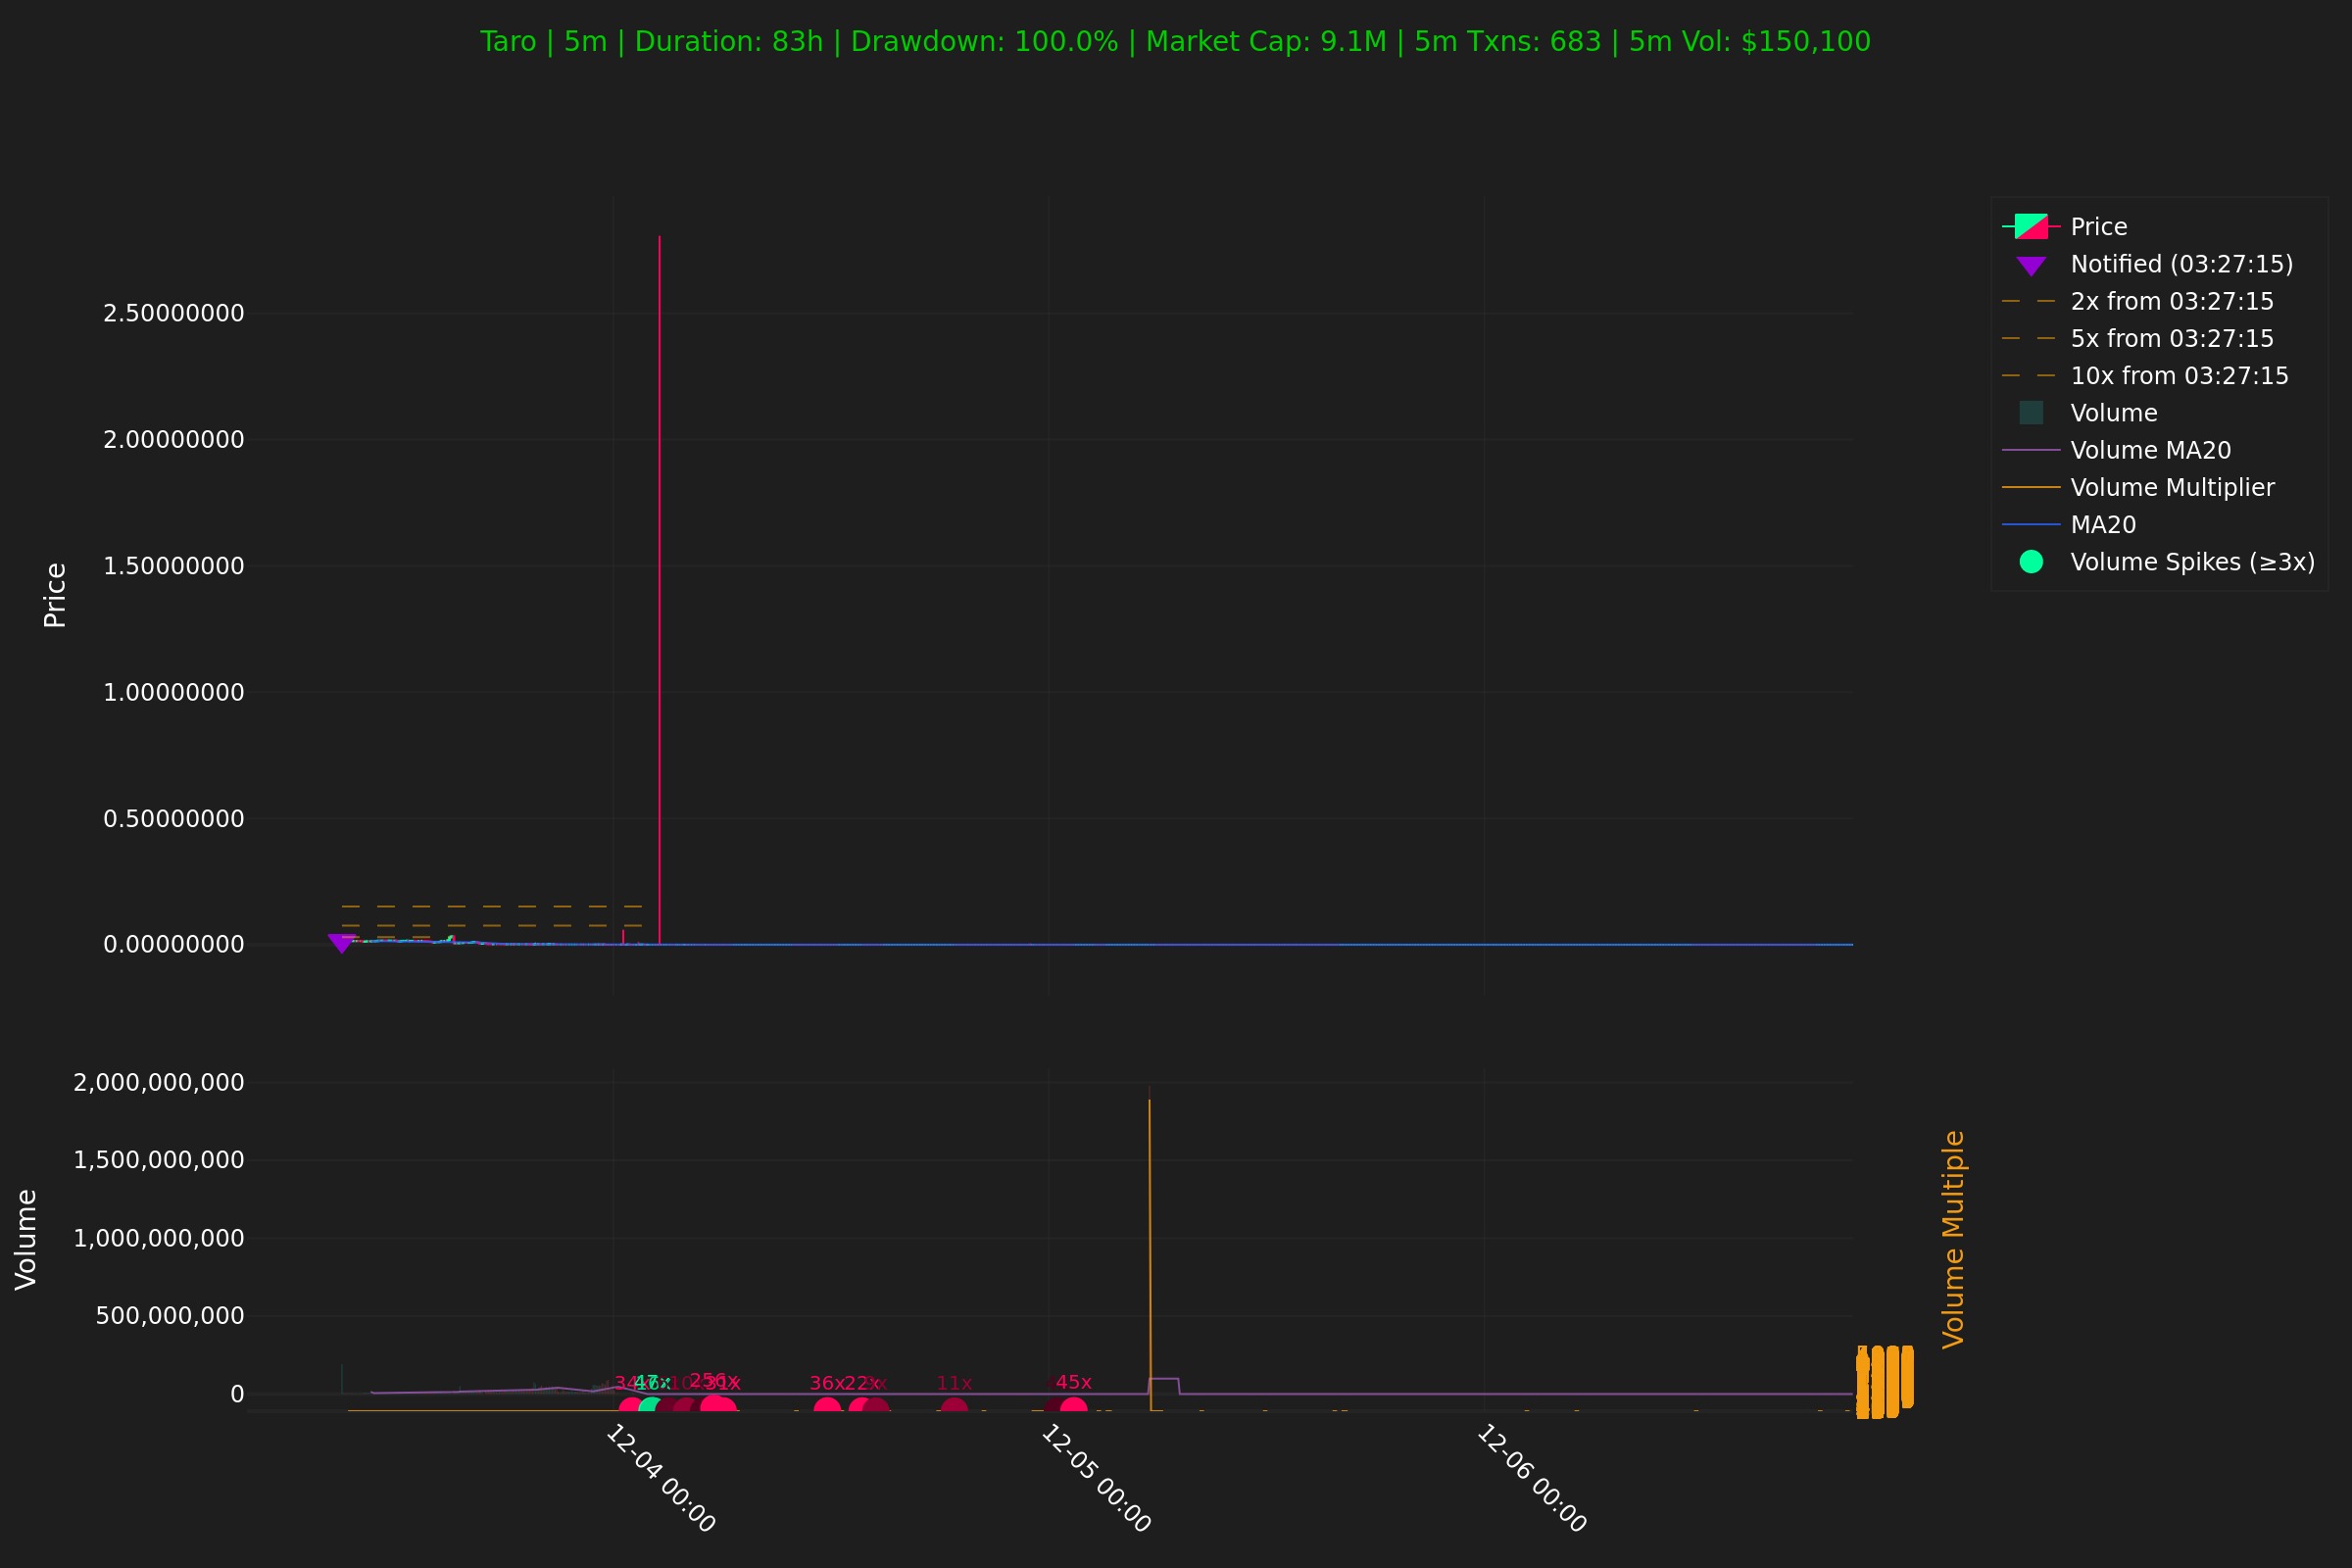 Taro | 5m | Duration: 83h | Drawdown: 100.0% | Market Cap: 9.1M | 5m Txns: 683 | 5m Vol: $150,100
Price
2.50000000
2.00000000
1.50000000
1.00000000
0.50000000
0.00000000
Price
Notified (03:27:15)
2x from 03:27:15
5x from 03:27:15
10x from 03:27:15
Volume
Volume MA20
Volume Multiplier
MA20
Volume Spikes (≥3x)
Volume
2,000,000,000
1,500,000,000
1,000,000,000
500,000,000
0
47x
256x
31x
36x
22x
11x
45x
Volume Multiple
12-04 00:00
12-05 00:00
12-06 00:00